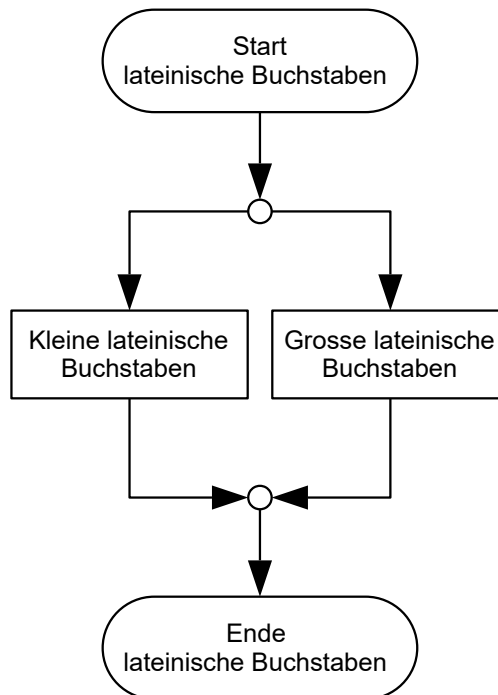 Start
lateinische Buchstaben
Kleine lateinische
Buchstaben
Grosse lateinische
Buchstaben
Ende
lateinische Buchstaben